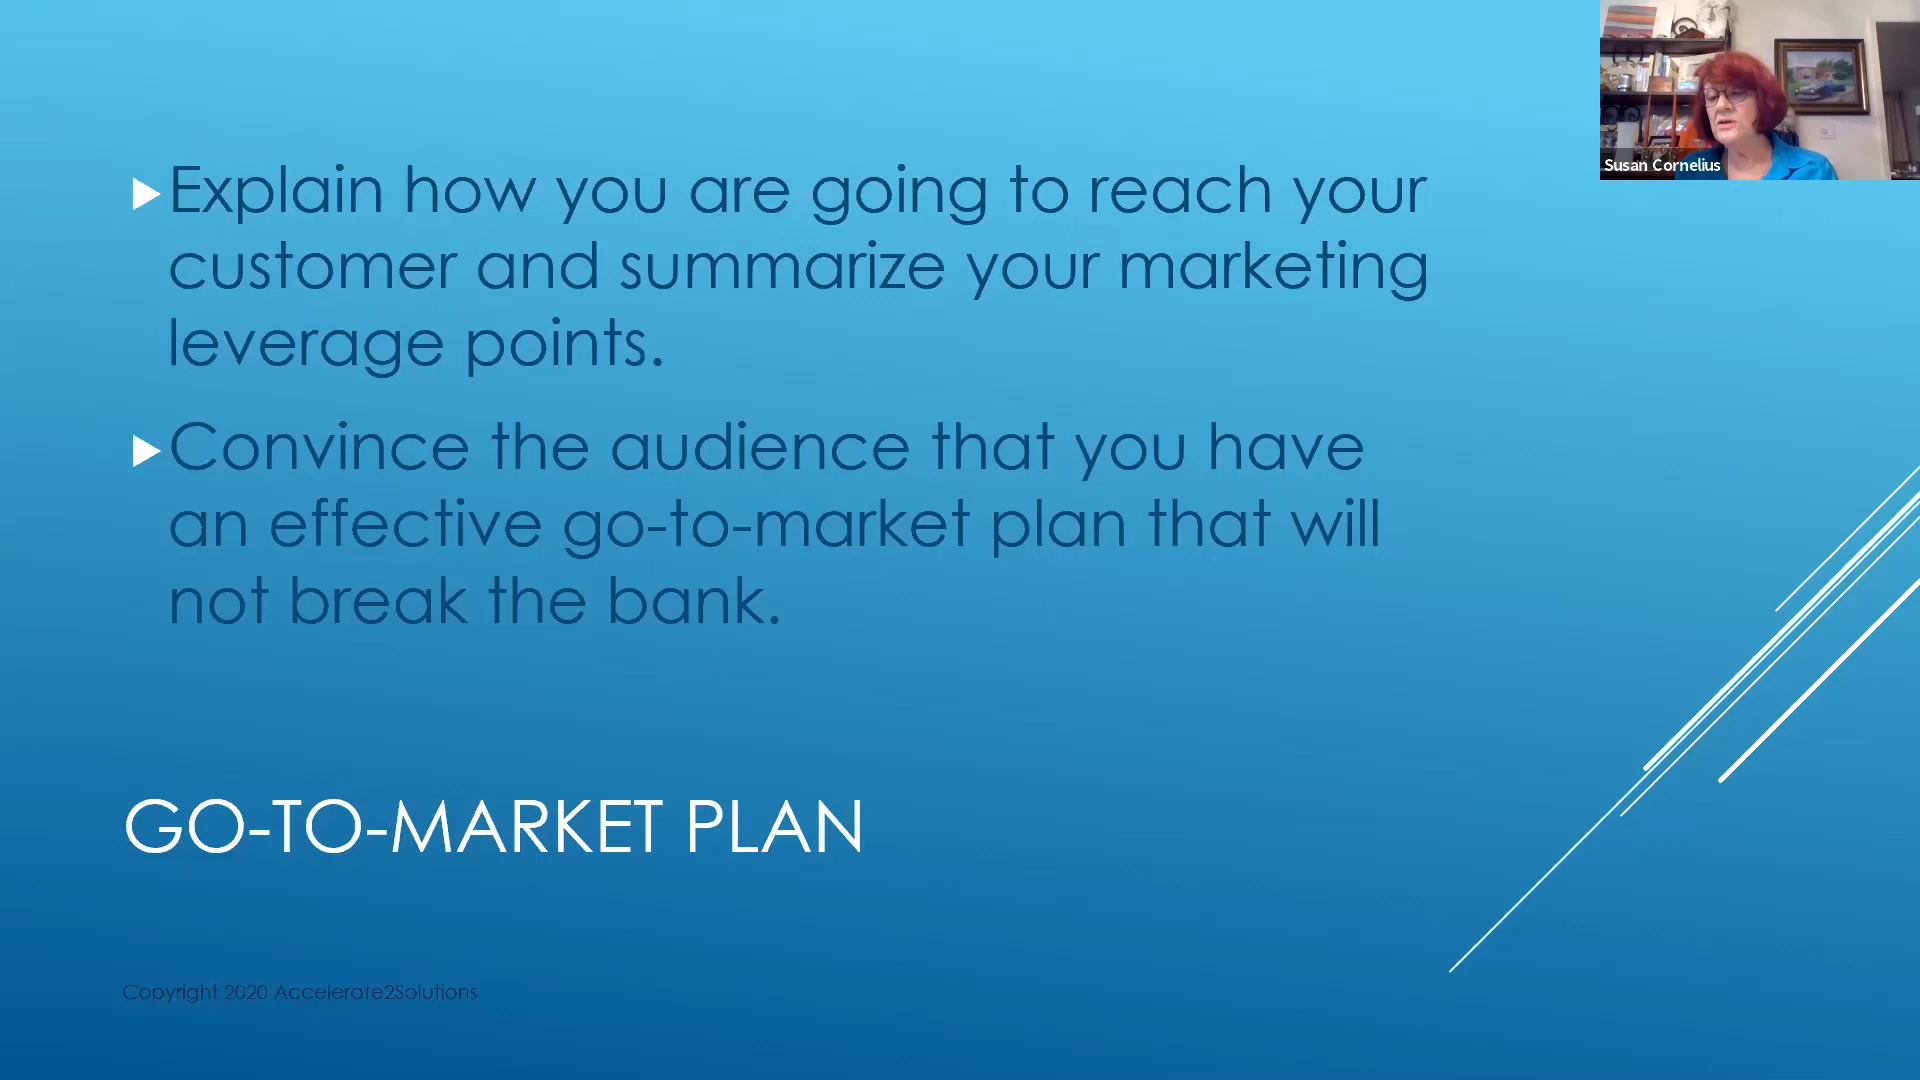 Explain how you are going to reach your
customer and summarize your marketing
leverage points.
Convince the audience that you have
an effective go-to-market plan that will
not break the bank.
GO-TO-MARKET PLAN
Copyright 2020 Accelerate2Solutions
Susan Cornelius